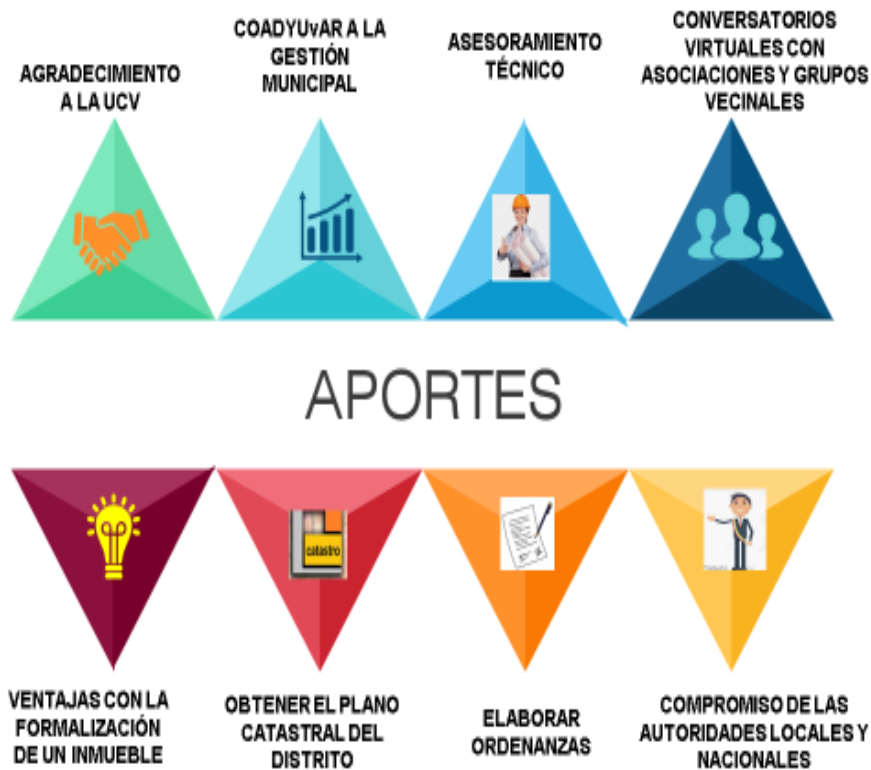 AGRADECIMIENTO
A LA UCV
COADYUvAR A LA
GESTIÓN
MUNICIPAL
ASESORAMIENTO
TÉCNICO
CONVERSATORIOS
VIRTUALES CON
ASOCIACIONES Y GRUPOS
VECINALES
APORTES
catastro
VENTAJAS CON LA
FORMALIZACIÓN
DE UN INMUEBLE
OBTENER EL PLANO
CATASTRAL DEL
DISTRITO
ELABORAR
ORDENANZAS
COMPROMISO DE LAS
AUTORIDADES LOCALES Y
NACIONALES